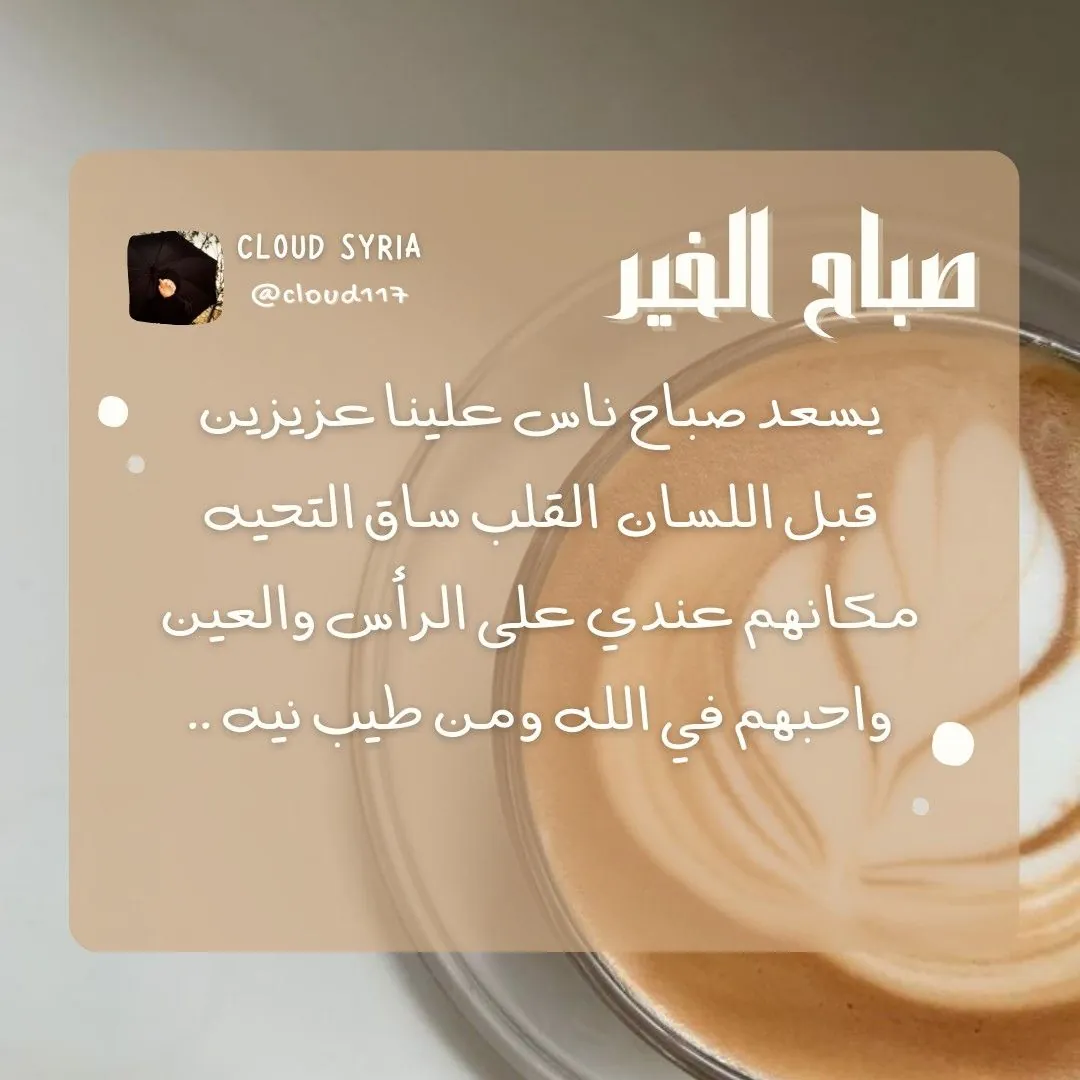 صباح الخير
CLOUD SYRIA
@cloud117
يسعد صباح ناس علينا عزيزين
قبل اللسان القلب ساق التحيه
مكانهم عندي على الرأس والعين
واحبهم في الله ومن طيب نيه ..